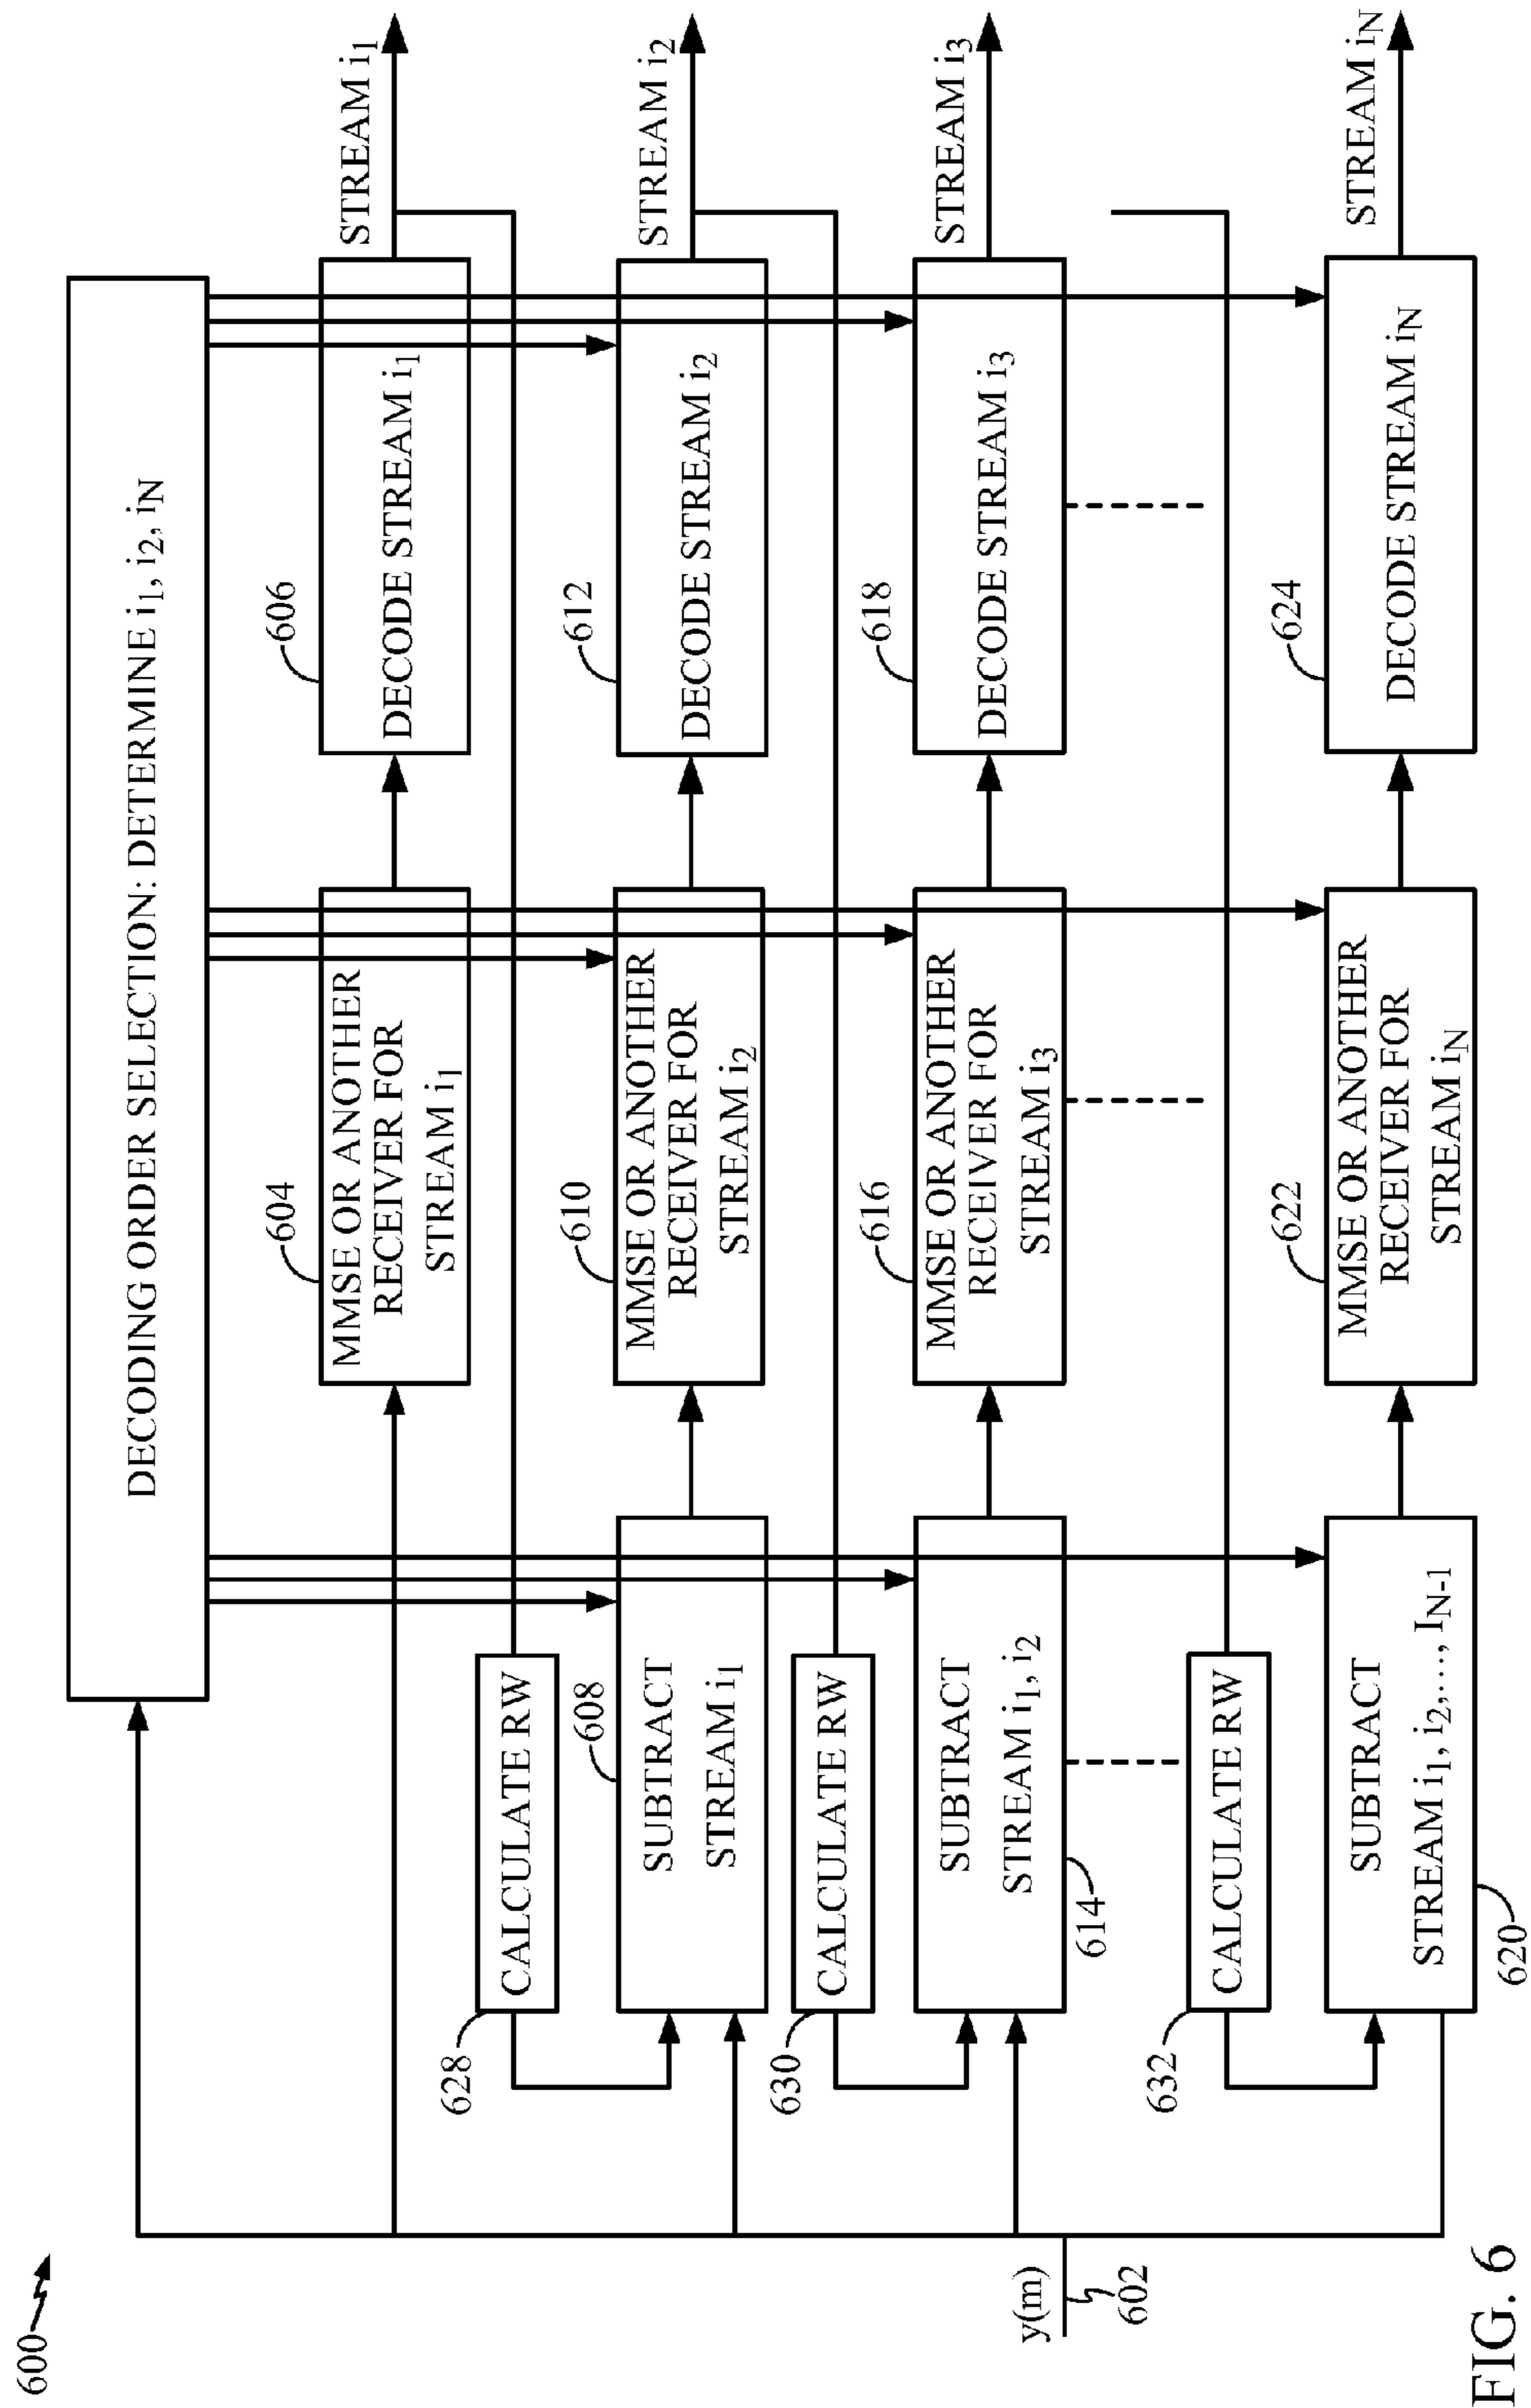 600
DECODING ORDER SELECTION: DETERMINE i1, i2, iN
604
MMSE OR ANOTHER
RECEIVER FOR
STREAM i1
606
DECODE STREAM i1
STREAM i1
628
CALCULATE RW
608
SUBTRACT
STREAM i1
610
MMSE OR ANOTHER
RECEIVER FOR
STREAM i2
612
DECODE STREAM i2
STREAM i2
630
CALCULATE RW
SUBTRACT
STREAM i1, i2
614
616
MMSE OR ANOTHER
RECEIVER FOR
STREAM i3
618
DECODE STREAM i3
STREAM i3
y(m)
602
632
CALCULATE RW
SUBTRACT
STREAM i1, i2,..., IN-1
620
622
MMSE OR ANOTHER
RECEIVER FOR
STREAM iN
624
DECODE STREAM iN
STREAM iN
FIG. 6